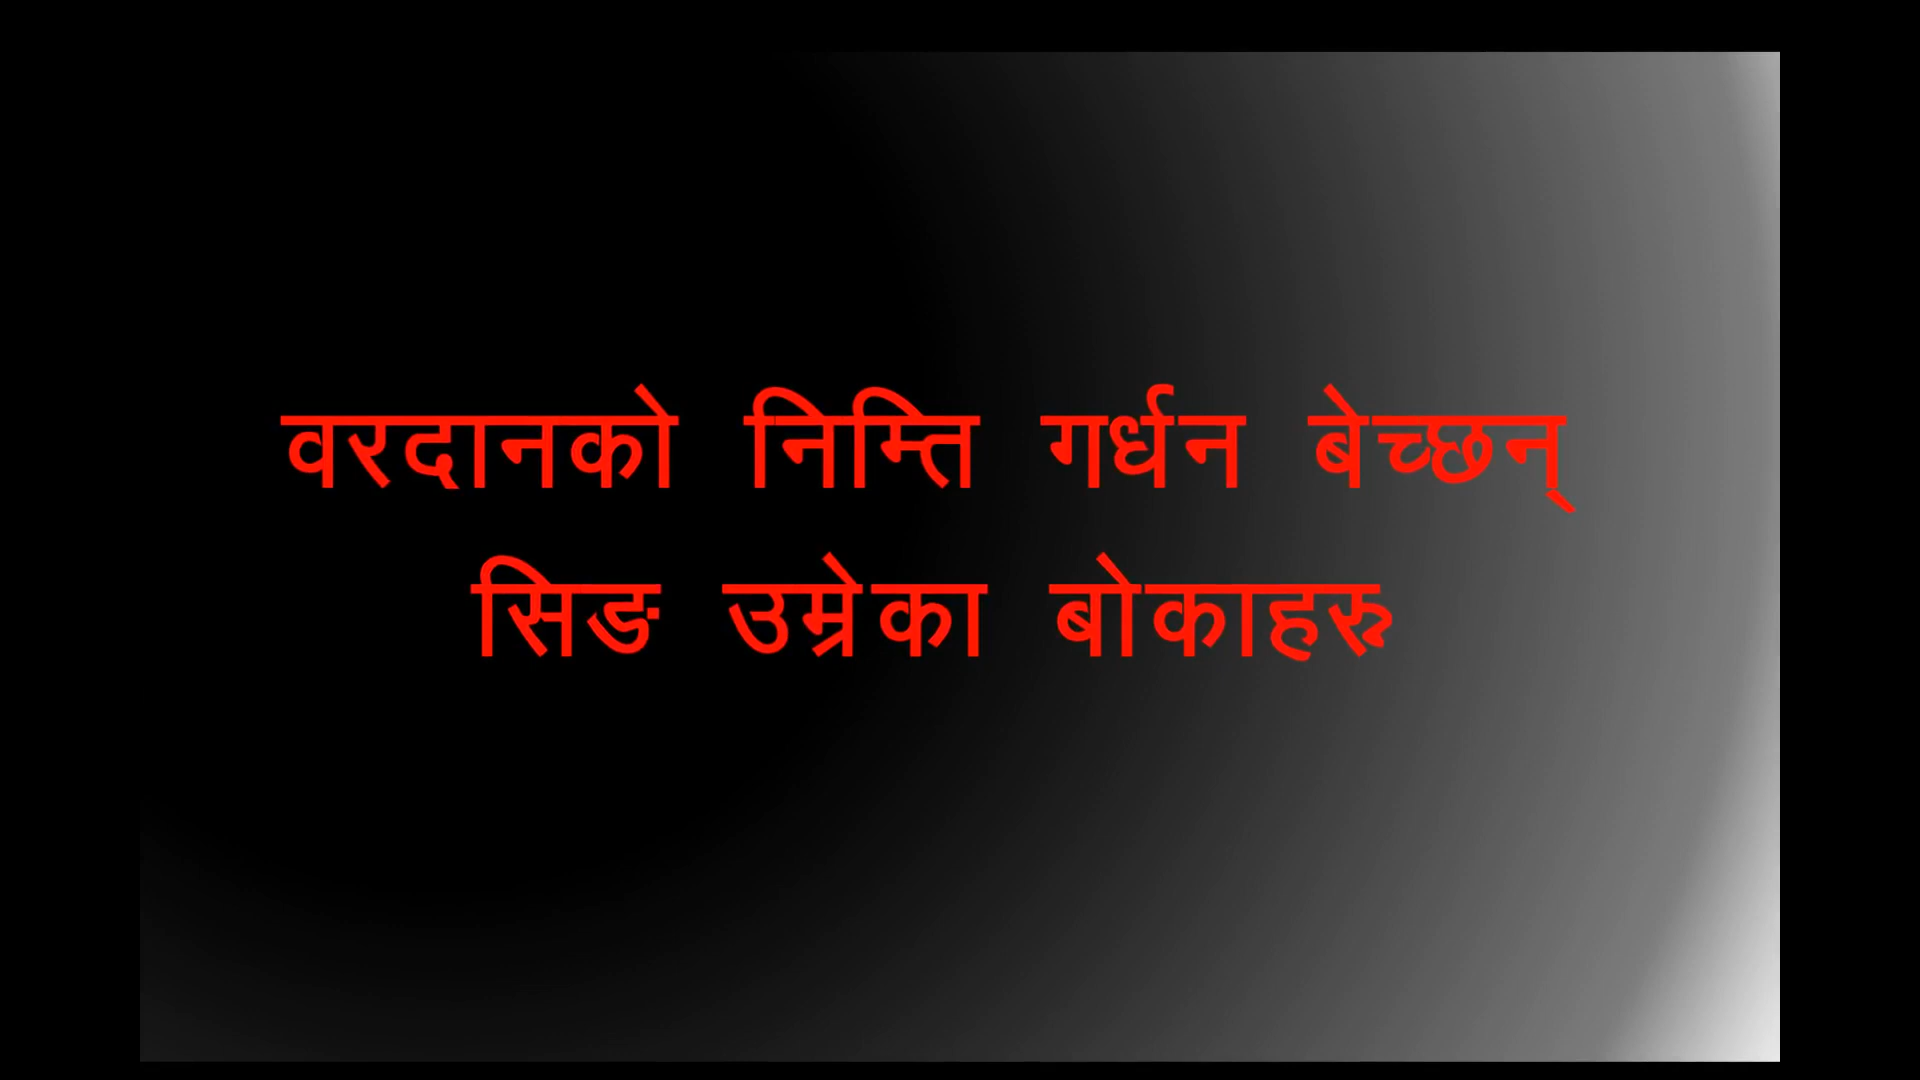 वरदानको निम्ति गर्धन बेच्छन्
सिङ उम्रेका बोकाहरु